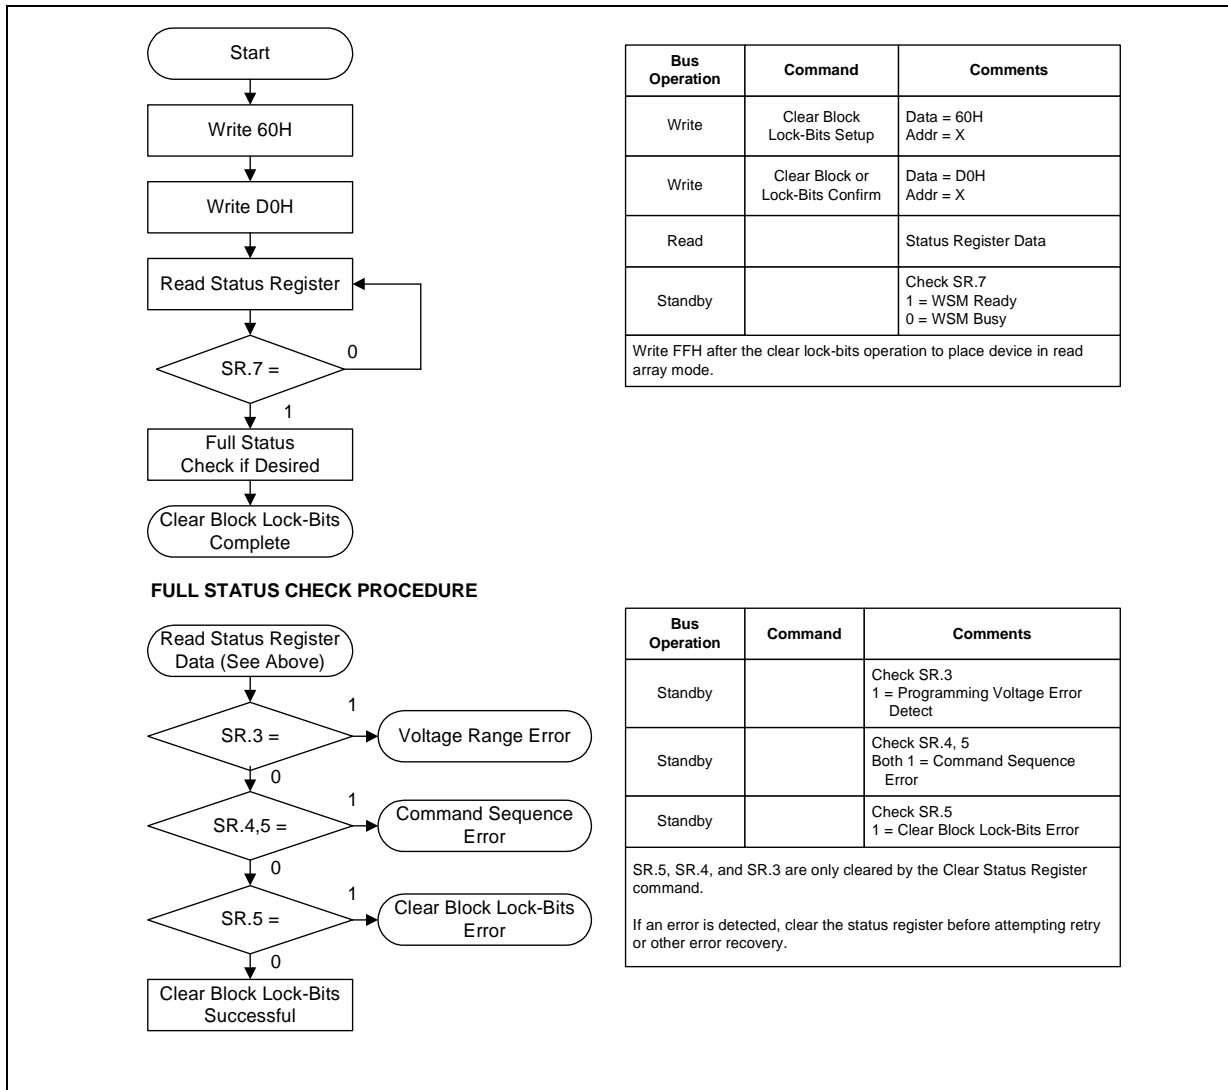 Start
Write 60H
Write D0H
Read Status Register
SR.7 =
0
1
Full Status
Check if Desired
Clear Block Lock-Bits
Complete
Bus
Operation
Command
Comments
Write
Clear Block
Lock-Bits Setup
Data = 60H
Addr = X
Write
Clear Block or
Lock-Bits Confirm
Data = D0H
Addr = X
Read
Status Register Data
Standby
Check SR.7
1 = WSM Ready
0 = WSM Busy
Write FFH after the clear lock-bits operation to place device in read
array mode.
FULL STATUS CHECK PROCEDURE
Read Status Register
Data (See Above)
SR.3 =
1
Voltage Range Error
0
SR.4,5 =
1
Command Sequence
Error
0
SR.5 =
1
Clear Block Lock-Bits
Error
0
Clear Block Lock-Bits
Successful
Bus
Operation
Command
Comments
Standby
Check SR.3
1 = Programming Voltage Error
Detect
Standby
Check SR.4, 5
Both 1 = Command Sequence
Error
Standby
Check SR.5
1 = Clear Block Lock-Bits Error
SR.5, SR.4, and SR.3 are only cleared by the Clear Status Register
command.
If an error is detected, clear the status register before attempting retry
or other error recovery.